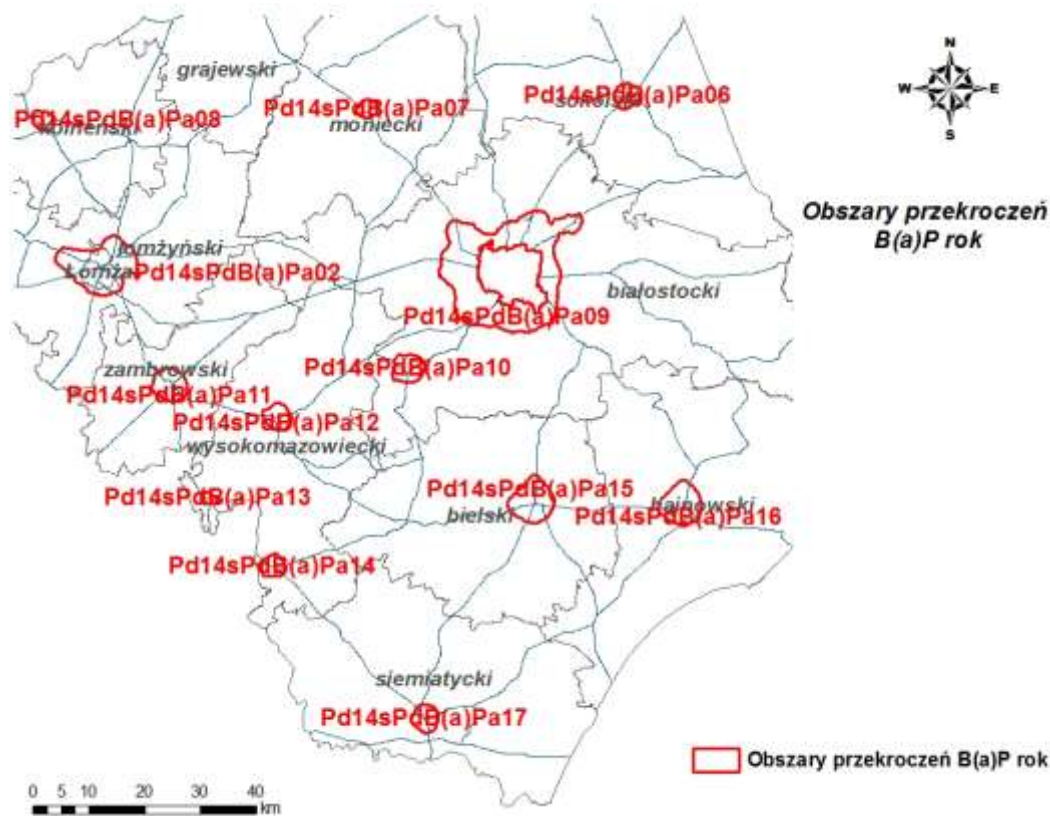 grajewski
Pd14sPdB(a)Pa06
Pd14sPdB(a)Pa07
Pd14sPdB(a)Pa08
moniecki
N
W E
S
Obszary przekroczeń
B(a)P rok
łomżyński
Łomża
Pd14sPdB(a)Pa02
białostocki
Pd14sPdB(a)Pa09
zambrowski
Pd14sPdB(a)Pa10
Pd14sPdB(a)Pa11
Pd14sPdB(a)Pa12
wysokomazowiecki
Pd14sPdB(a)Pa13
Pd14sPdB(a)Pa15
bielski
hajnowski
Pd14sPdB(a)Pa16
Pd14sPdB(a)Pa14
siemiatycki
Pd14sPdB(a)Pa17
Obszary przekroczeń B(a)P rok
0 5 10 20 30 40
km